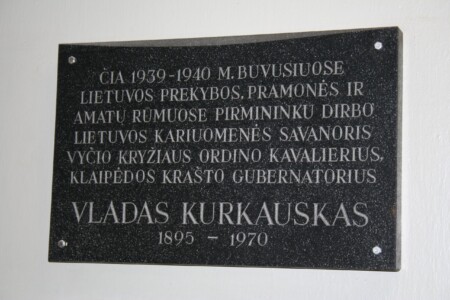 ČIA 1939-1940 M. BUVUSIUOSE
LIETUVOS PREKYBOS, PRAMONĖS IR
AMATŲ RŪMUOSE PIRMININKU DIRBO
LIETUVOS KARIUOMENĖS SAVANORIS
VYČIO KRYŽIAUS ORDINO KAVALIERIUS,
KLAIPĖDOS KRAŠTO GUBERNATORIUS
VLADAS KURKAUSKAS
1895 - 1970